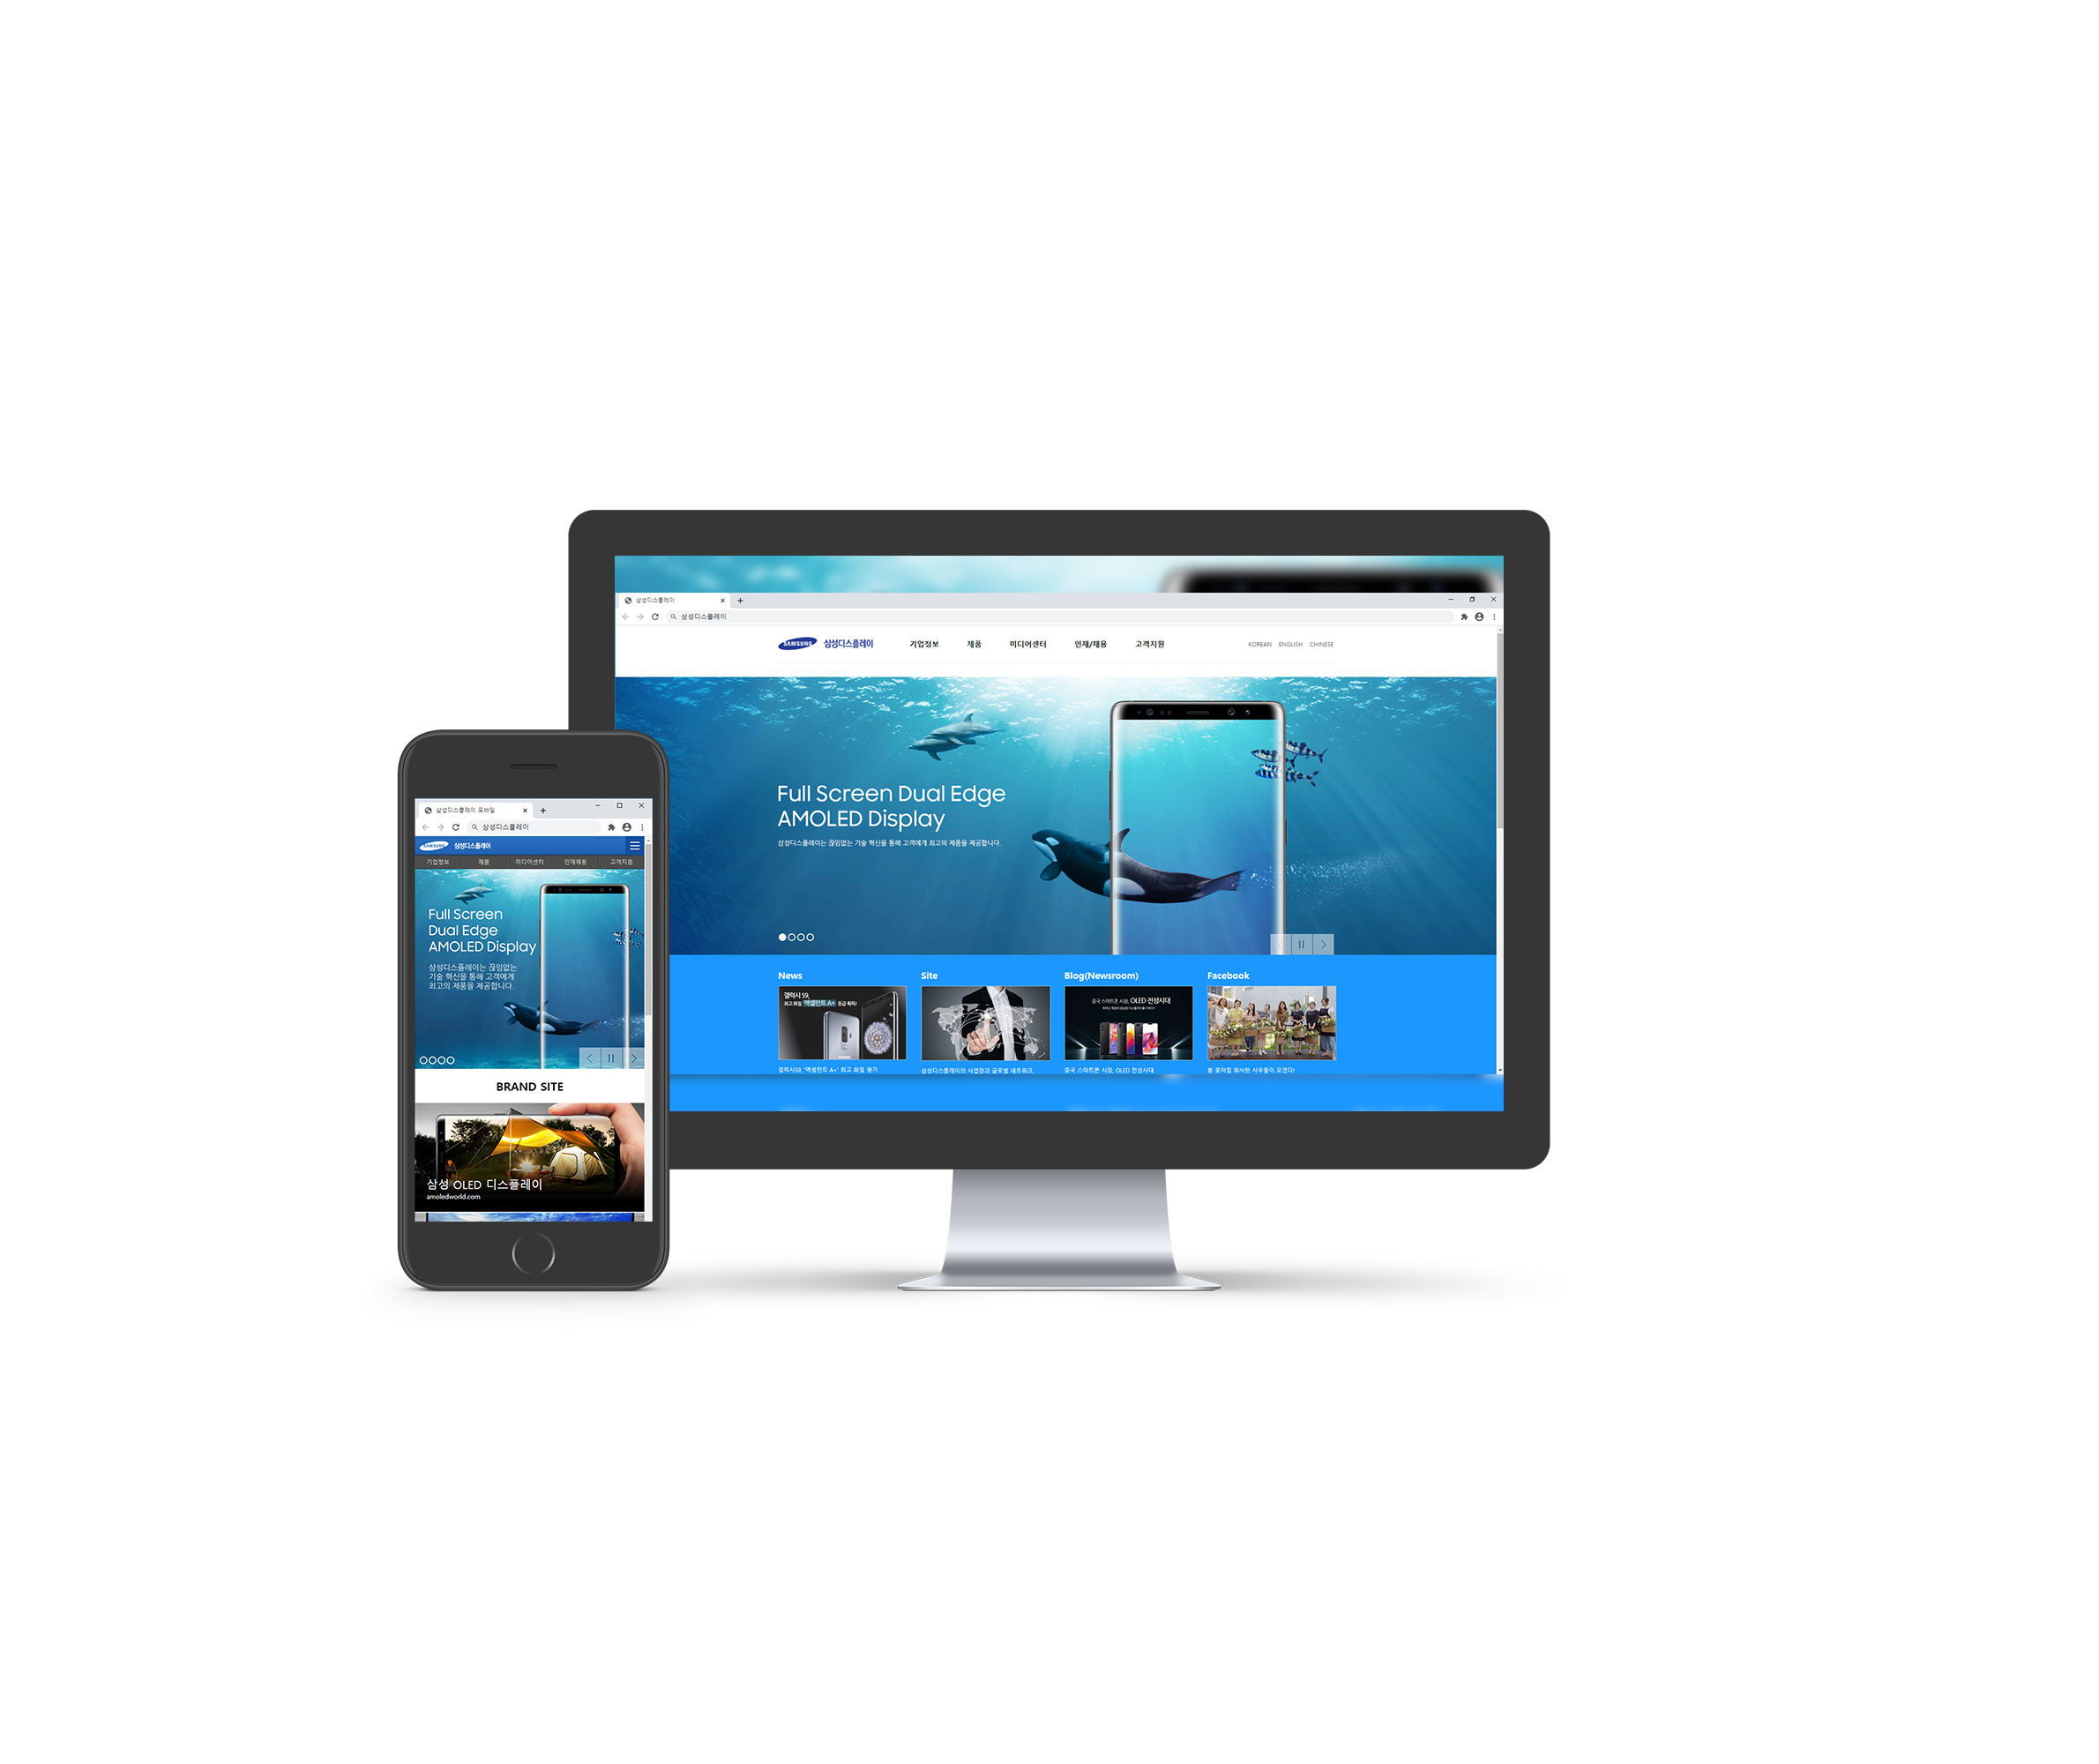 삼성디스플레이
삼성디스플레이
SAMSUNG 삼성디스플레이 기업정보 제품 미디어센터 인재/채용 고객지원 KOREAN ENGLISH CHINESE
Full Screen Dual Edge
AMOLED Display
삼성디스플레이는 끊임없는 기술 혁신을 통해 고객에게 최고의 제품을 제공합니다.
News Site Blog(Newsroom) Facebook
갤럭시 S9,
최고 화질 '엑셀런트 A+' 등급 획득!
중국 스마트폰 시장, OLED 전성시대
갤럭시S9, '엑셀런트 A+' 최고 화질 평가
삼성디스플레이의 사업장과 글로벌 네트워크,
중국 스마트폰 시장, OLED 전성시대
봄 꽃처럼 화사한 사우들이 모였다!
삼성디스플레이 모바일
삼성디스플레이
SAMSUNG 삼성디스플레이
기업정보 제품 미디어센터 인재채용 고객지원
Full Screen
Dual Edge
AMOLED Display
삼성디스플레이는 끊임없는
기술 혁신을 통해 고객에게
최고의 제품을 제공합니다.
BRAND SITE
삼성 OLED 디스플레이
amoledworld.com